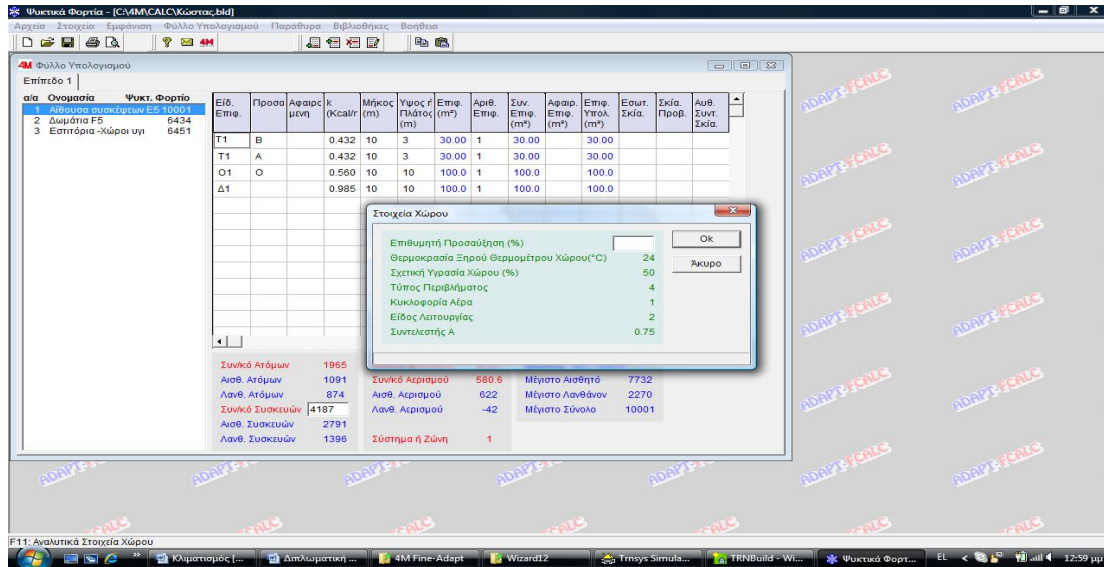 Ψυκτικά Φορτία - [C:\4M\CALC\Κώστας.bld]
Αρχεία Στοιχεία Εμφάνιση Φύλλο Υπολογισμού Παράθυρα Βιβλιοθήκες Βοήθεια
4M
4M Φύλλο Υπολογισμού
Επίπεδο 1
α/α Ονομασία Ψυκτ. Φορτίο
1 Αίθουσα συσκέψεων Ε5 10001
2 Δωμάτια F5 6434
3 Εστιτόρια -Χώροι υγι 6451
Είδ. Επιφ. Προσα Αφαιρς μενη k (Kcal/r Μήκος (m) Υψος ή Πλάτος (m) Επιφ. (m²) Αριθ. Επιφ. Συν. Επιφ. (m²) Αφαιρ. Επιφ. (m²) Επιφ. Υπολ. (m²) Εσωτ. Σκία. Σκία. Προβ. Αυθ. Συντ. Σκία.
T1 B 0.432 10 3 30.00 1 30.00 30.00
T1 A 0.432 10 3 30.00 1 30.00 30.00
O1 O 0.560 10 10 100.0 1 100.0 100.0
Δ1 0.985 10 10 100.0 1 100.0 100.0
Στοιχεία Χώρου
Επιθυμητή Προσαύξηση (%)
Ok
Θερμοκρασία Ξηρού Θερμομέτρου Χώρου(°C) 24
Άκυρο
Σχετική Υγρασία Χώρου (%) 50
Τύπος Περιβλήματος 4
Κυκλοφορία Αέρα 1
Είδος Λειτουργίας 2
Συντελεστής Α 0.75
Συν/κό Ατόμων 1965
Αισθ. Ατόμων 1091 Συν/κό Αερισμού 580.6 Μέγιστο Αισθητό 7732
Λανθ. Ατόμων 874 Αισθ. Αερισμού 622 Μέγιστο Λανθάνον 2270
Συν/κό Συσκευών 4187 Λανθ. Αερισμού -42 Μέγιστο Σύνολο 10001
Αισθ. Συσκευών 2791
Λανθ. Συσκευών 1396 Σύστημα ή Ζώνη 1
ADAPT-FCALC
F11: Αναλυτικά Στοιχεία Χώρου
Κλιματισμός [... Διπλωματική ... 4M Fine-Adapt Wizard12 Trnsys Simula... TRNBuild - Wi... Ψυκτικά Φορτ... EL 12:59 μμ